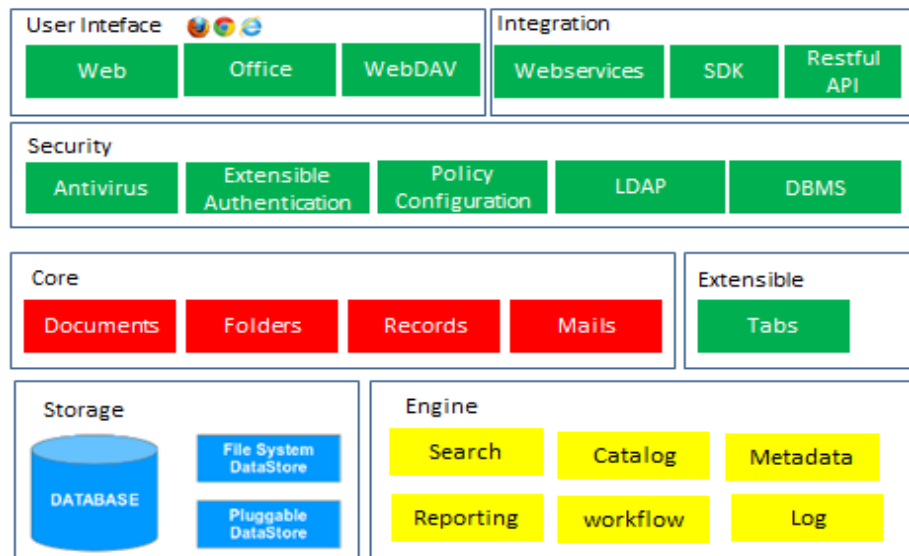 User Inteface
Integration
Web
Office
WebDAV
Webservices
SDK
Restful
API
Security
Antivirus
Extensible
Authentication
Policy
Configuration
LDAP
DBMS
Core
Extensible
Documents
Folders
Records
Mails
Tabs
Storage
DATABASE
File System
DataStore
Pluggable
DataStore
Engine
Search
Catalog
Metadata
Reporting
workflow
Log